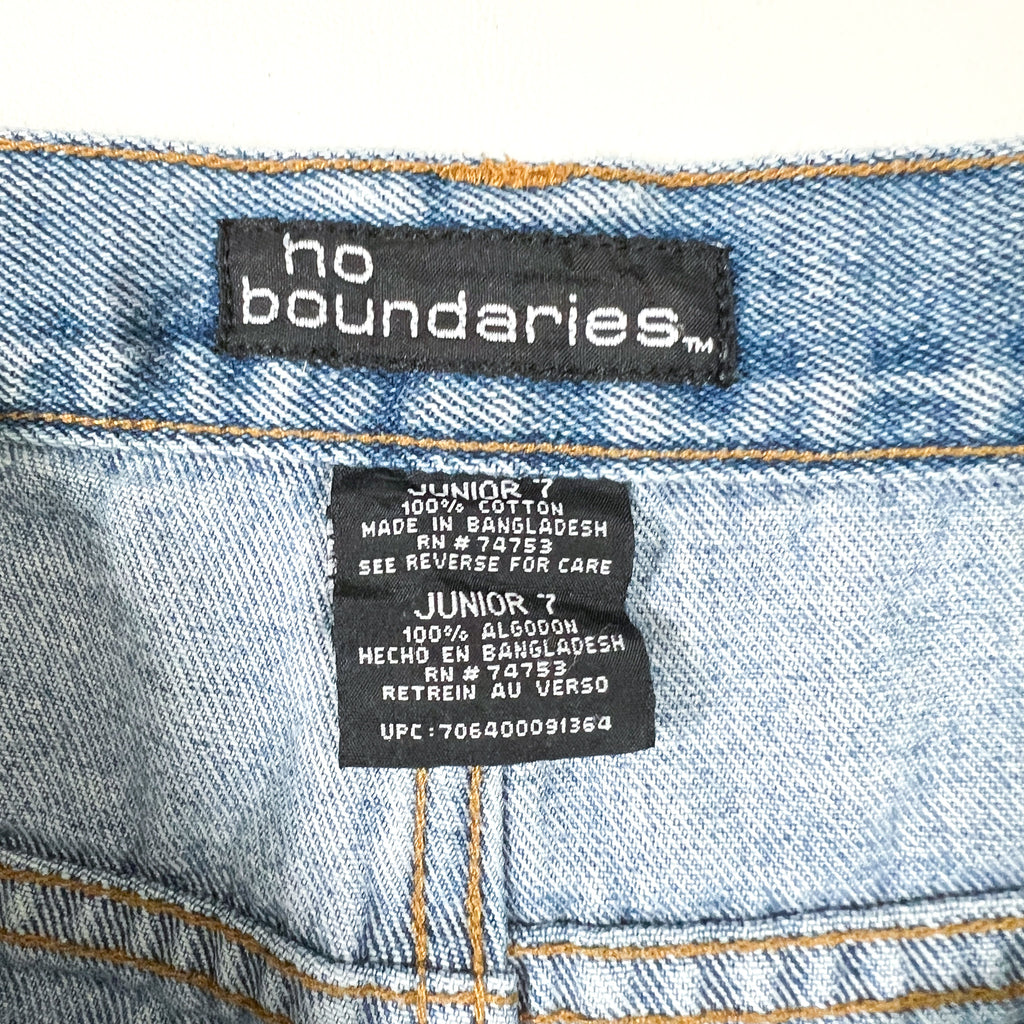 no
boundaries™
JUNIOR 7
100% COTTON
MADE IN BANGLADESH
RN # 74753
SEE REVERSE FOR CARE
JUNIOR 7
100% ALGODON
HECHO EN BANGLADESH
RN # 74753
RETREIN AU VERSO
UPC:706400091364